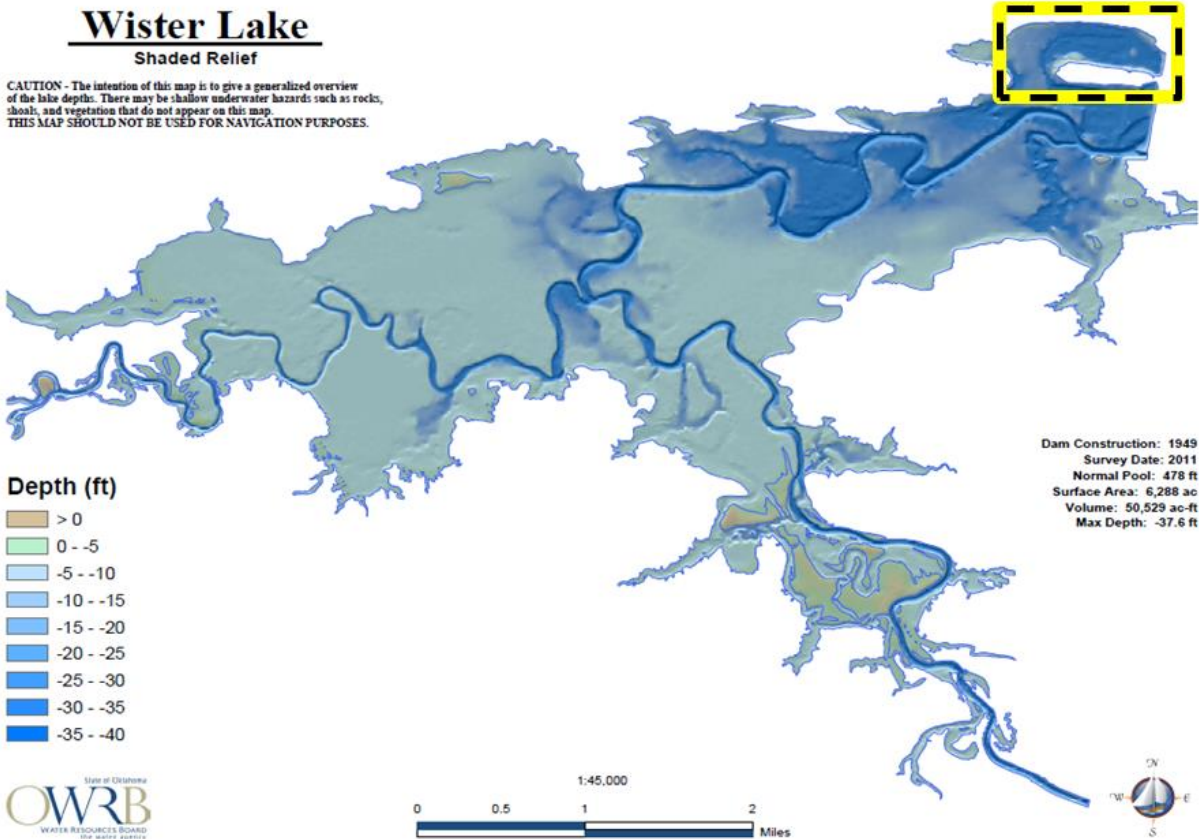 Wister Lake
Shaded Relief
CAUTION - The intention of this map is to give a generalized overview
of the lake depths. There may be shallow underwater hazards such as rocks,
shoals, and vegetation that do not appear on this map.
THIS MAP SHOULD NOT BE USED FOR NAVIGATION PURPOSES.
Dam Construction: 1949
Survey Date: 2011
Normal Pool: 478 ft
Surface Area: 6,288 ac
Volume: 50,529 ac-ft
Max Depth: -37.6 ft
Depth (ft)
> 0
0 - -5
-5 - -10
-10 - -15
-15 - -20
-20 - -25
-25 - -30
-30 - -35
-35 - -40
State of Oklahoma
OWRB
WATER RESOURCES BOARD
the water agency
1:45,000
0 0.5 1 2
Miles
N
W E
S